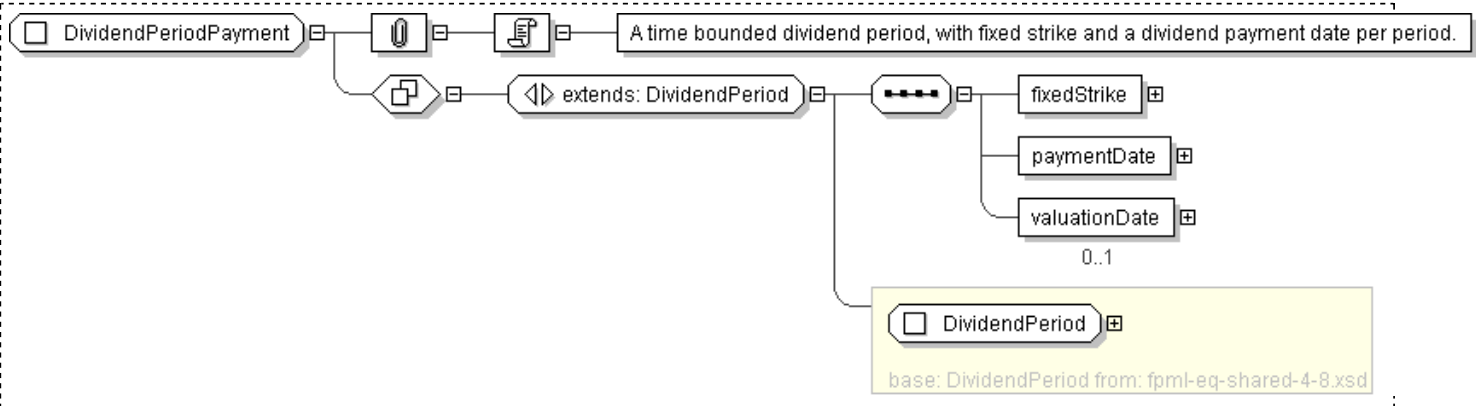 DividendPeriodPayment
A time bounded dividend period, with fixed strike and a dividend payment date per period.
extends: DividendPeriod
fixedStrike
paymentDate
valuationDate
0..1
DividendPeriod
base: DividendPeriod from: fpml-eq-shared-4-8.xsd